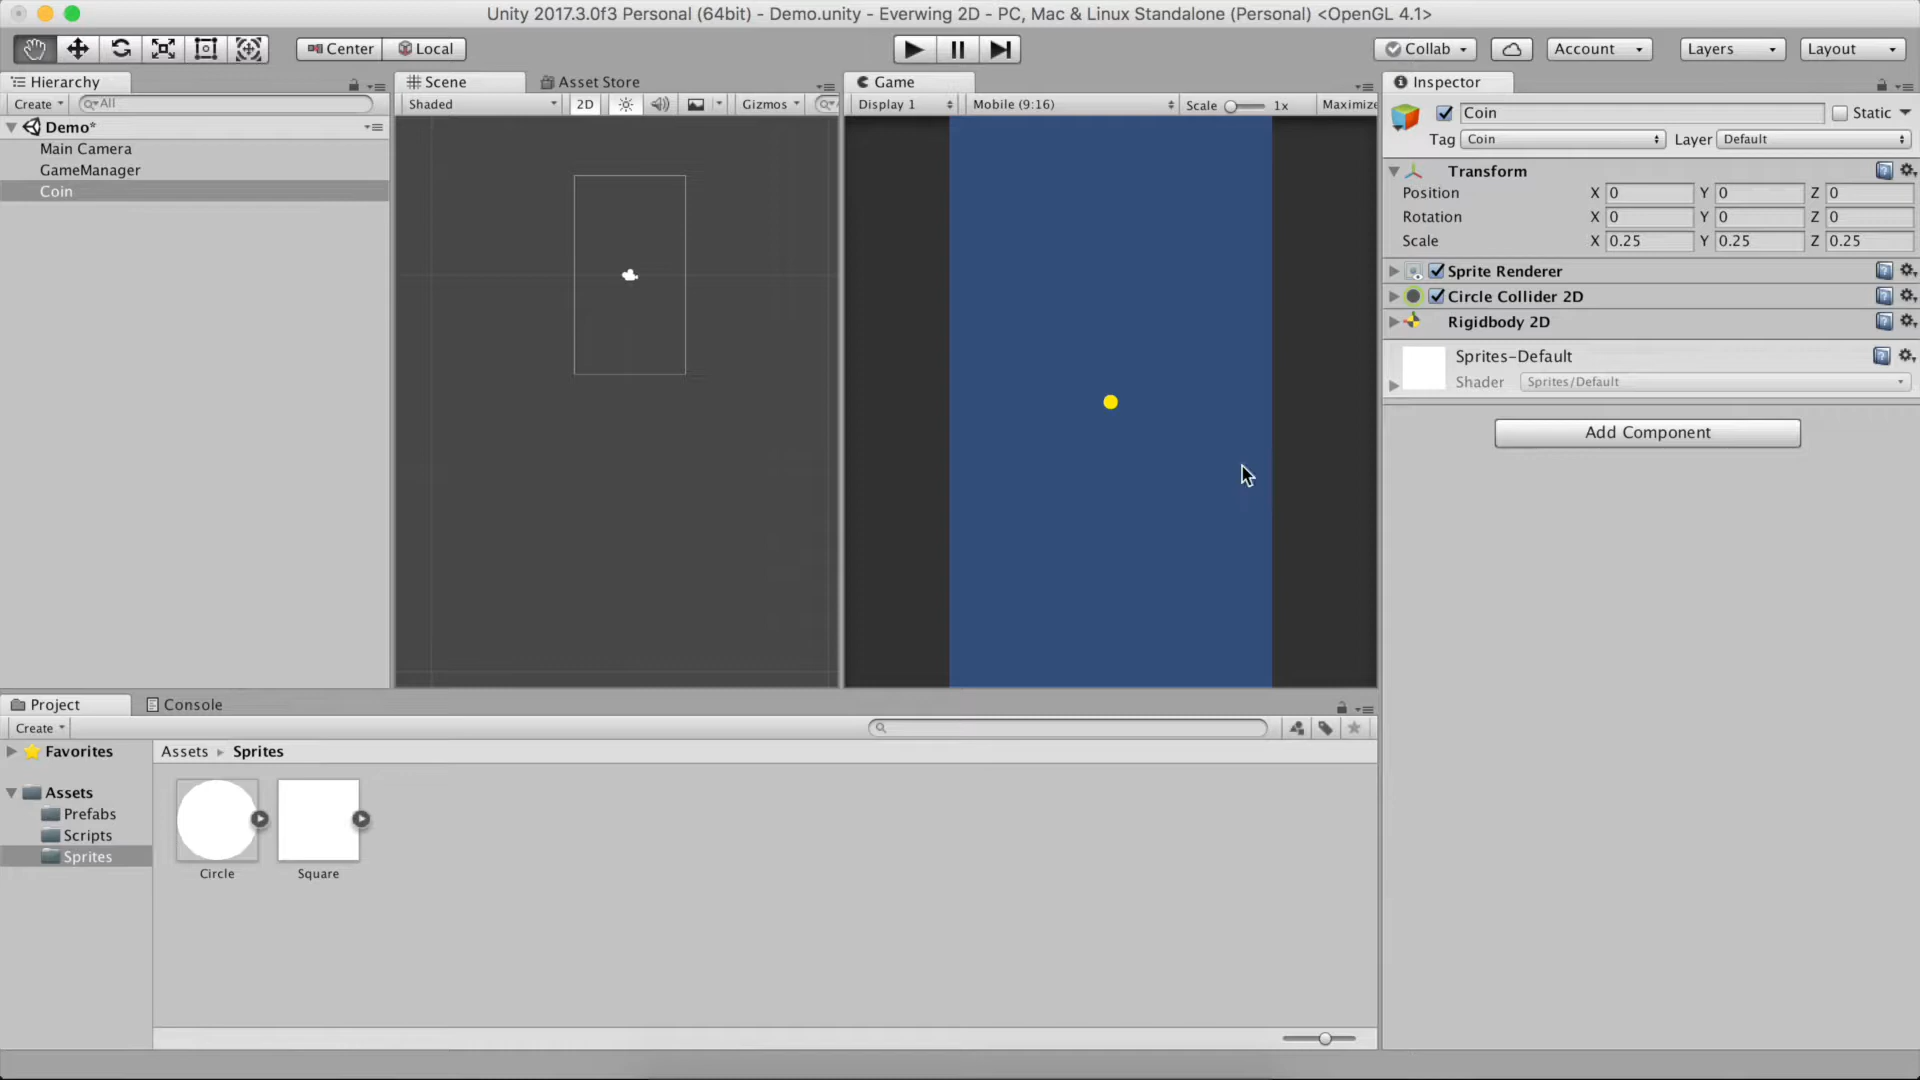 Unity 2017.3.0f3 Personal (64bit) - Demo.unity - Everwing 2D - PC, Mac & Linux Standalone (Personal) <OpenGL 4.1>
Center Local Collab Account Layers Layout
Hierarchy Scene Asset Store Game Inspector
Create All Shaded 2D Gizmos Display 1 Mobile (9:16) Scale 1x Maximize
Coin Static
Demo*
Tag Coin Layer Default
Main Camera
GameManager
Coin
Transform
Position X 0 Y 0 Z 0
Rotation X 0 Y 0 Z 0
Scale X 0.25 Y 0.25 Z 0.25
Sprite Renderer
Circle Collider 2D
Rigidbody 2D
Sprites-Default
Shader Sprites/Default
Add Component
Project Console
Create
Favorites Assets Sprites
Assets
Prefabs
Scripts
Sprites
Circle Square